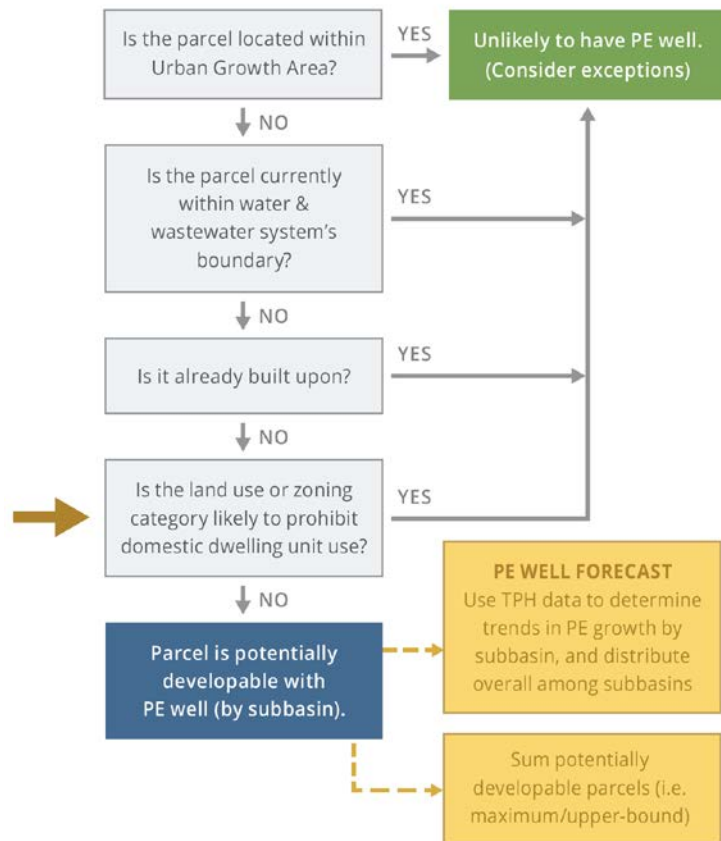 Is the parcel located within
Urban Growth Area?
YES
Unlikely to have PE well.
(Consider exceptions)
NO
Is the parcel currently
within water &
wastewater system's
boundary?
YES
NO
Is it already built upon?
YES
NO
Is the land use or zoning
category likely to prohibit
domestic dwelling unit use?
YES
NO
Parcel is potentially
developable with
PE well (by subbasin).
PE WELL FORECAST
Use TPH data to determine
trends in PE growth by
subbasin, and distribute
overall among subbasins
Sum potentially
developable parcels (i.e.
maximum/upper-bound)